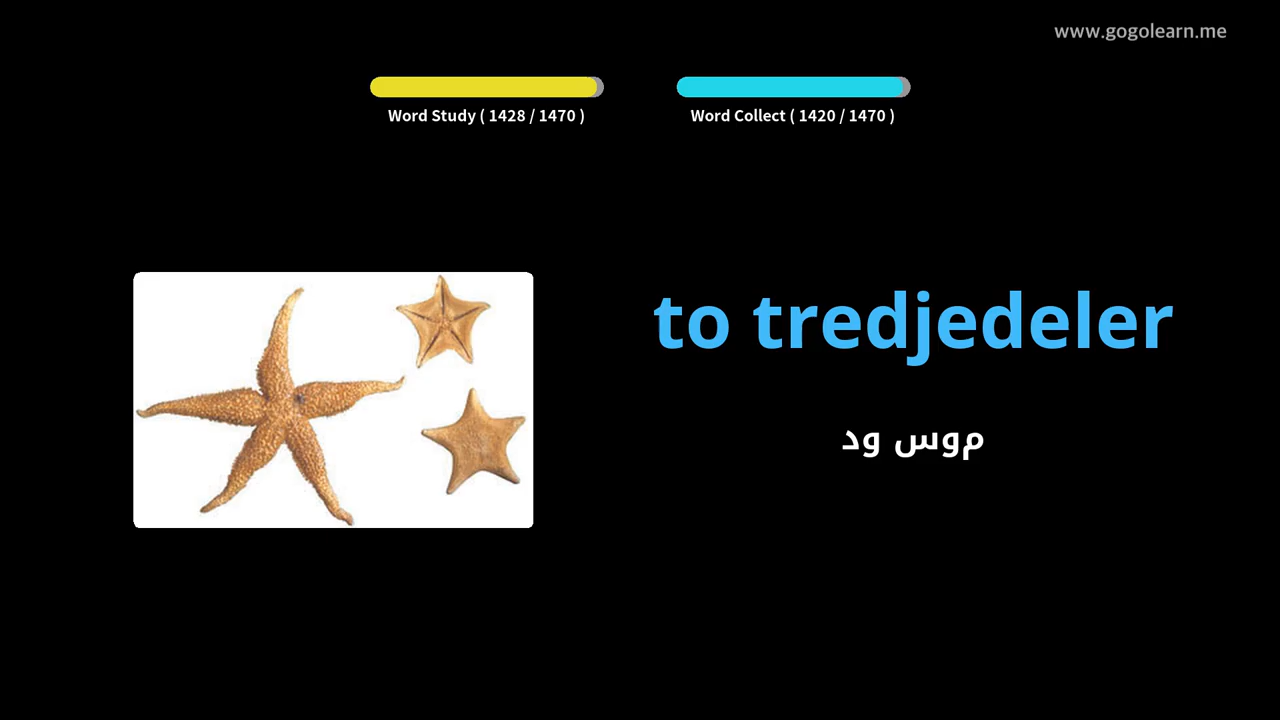 www.gogolearn.me
Word Study ( 1428 / 1470 )
Word Collect ( 1420 / 1470 )
to tredjedeler
موس ود